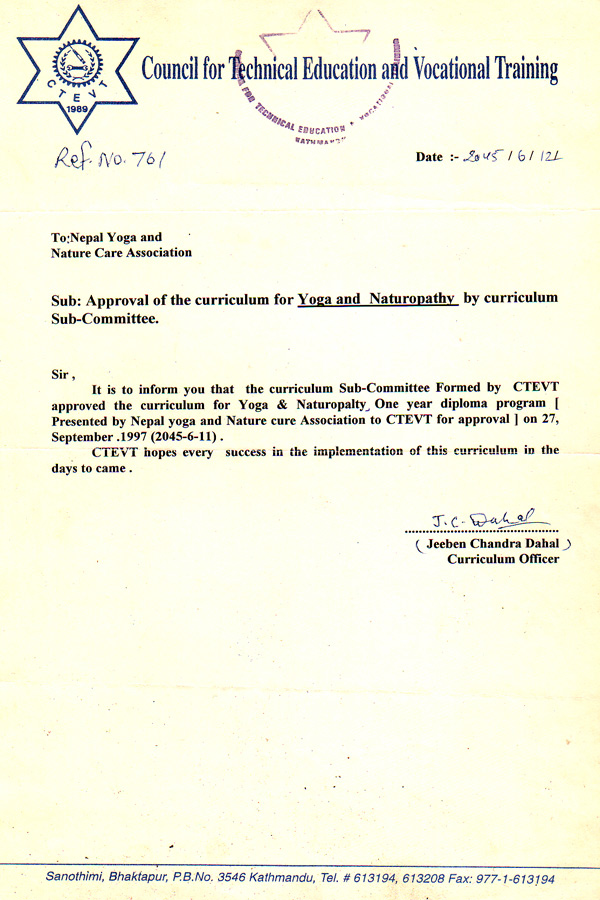 Council for Technical Education and Vocational Training
CTEVT
1989
FOR TECHNICAL EDUCATION * VOCATIONAL
Ref. No. 761
Date :- 2045 / 6 / 12
To:Nepal Yoga and
Nature Care Association
Sub: Approval of the curriculum for Yoga and Naturopathy by curriculum
Sub-Committee.
Sir ,
It is to inform you that the curriculum Sub-Committee Formed by CTEVT
approved the curriculum for Yoga & Naturopalty One year diploma program [
Presented by Nepal yoga and Nature cure Association to CTEVT for approval ] on 27,
September .1997 (2045-6-11) .
CTEVT hopes every success in the implementation of this curriculum in the
days to came .
J. C. Dahal
( Jeeben Chandra Dahal )
Curriculum Officer
Sanothimi, Bhaktapur, P.B.No. 3546 Kathmandu, Tel. # 613194, 613208 Fax: 977-1-613194